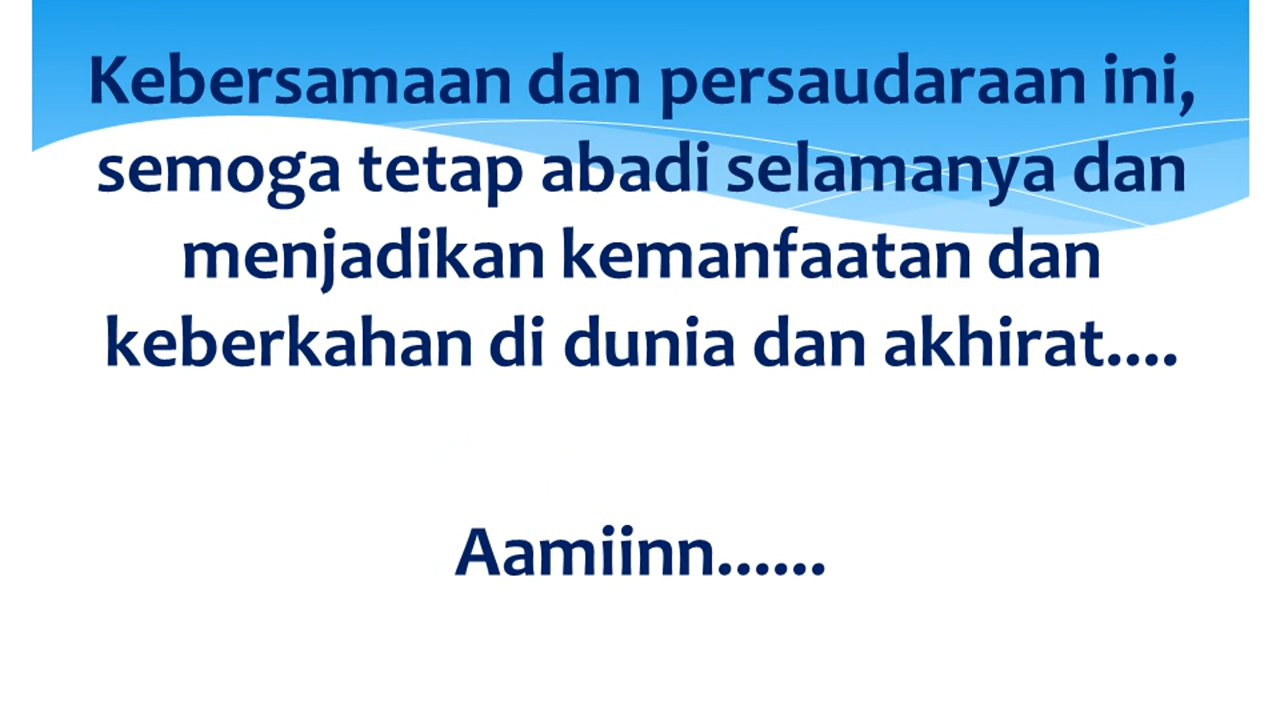 Kebersamaan dan persaudaraan ini,
semoga tetap abadi selamanya dan
menjadikan kemanfaatan dan
keberkahan di dunia dan akhirat....
Aamiinn......